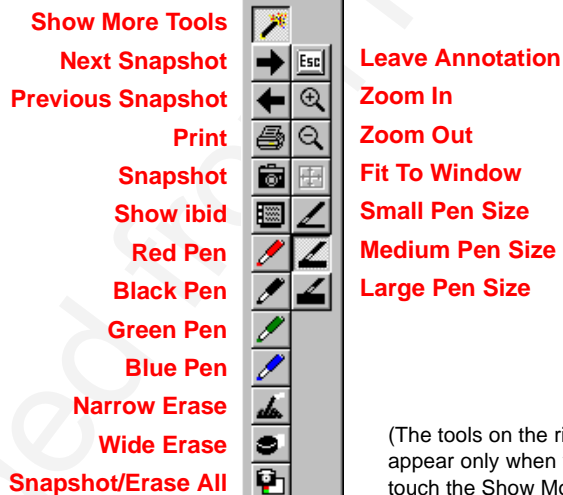 Show More Tools
Next Snapshot
Previous Snapshot
Print
Snapshot
Show ibid
Red Pen
Black Pen
Green Pen
Blue Pen
Narrow Erase
Wide Erase
Snapshot/Erase All
Esc
Leave Annotation
Zoom In
Zoom Out
Fit To Window
Small Pen Size
Medium Pen Size
Large Pen Size
(The tools on the
appear only when
touch the Show